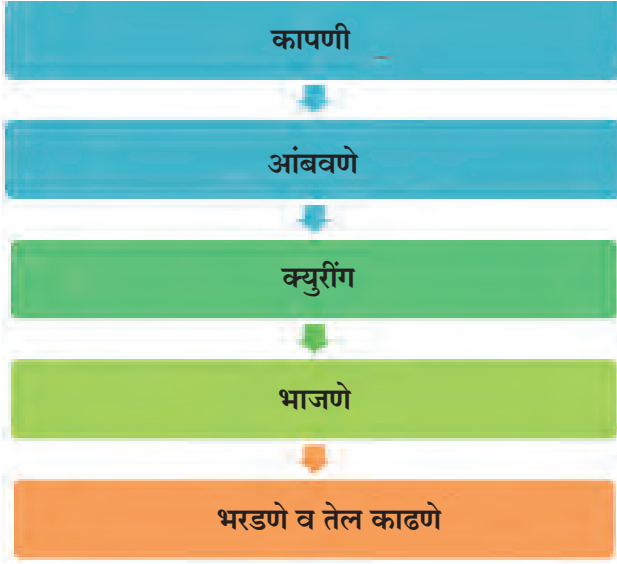 कापणी
आंबवणे
क्युरींग
भाजणे
भरडणे व तेल काढणे